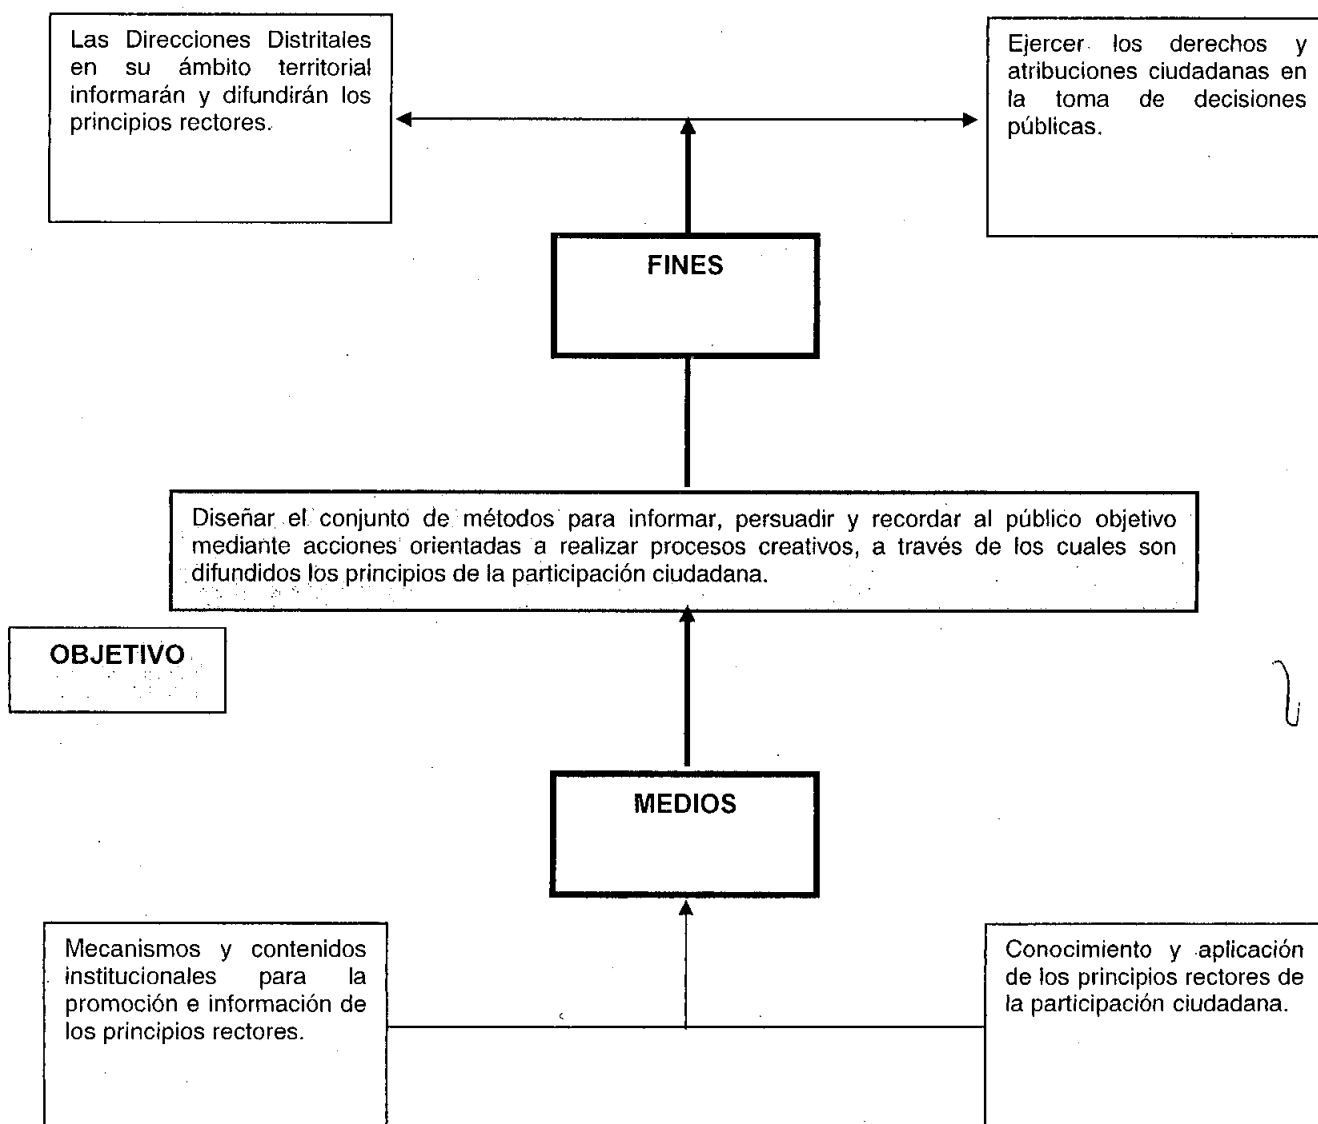 Las Direcciones Distritales
en su ámbito territorial
informarán y difundirán los
principios rectores.
Ejercer los derechos y
atribuciones ciudadanas en
la toma de decisiones
públicas.
FINES
Diseñar el conjunto de métodos para informar, persuadir y recordar al público objetivo
mediante acciones orientadas a realizar procesos creativos, a través de los cuales son
difundidos los principios de la participación ciudadana.
OBJETIVO
MEDIOS
Mecanismos y contenidos
institucionales para la
promoción e información de
los principios rectores.
Conocimiento y aplicación
de los principios rectores de
la participación ciudadana.